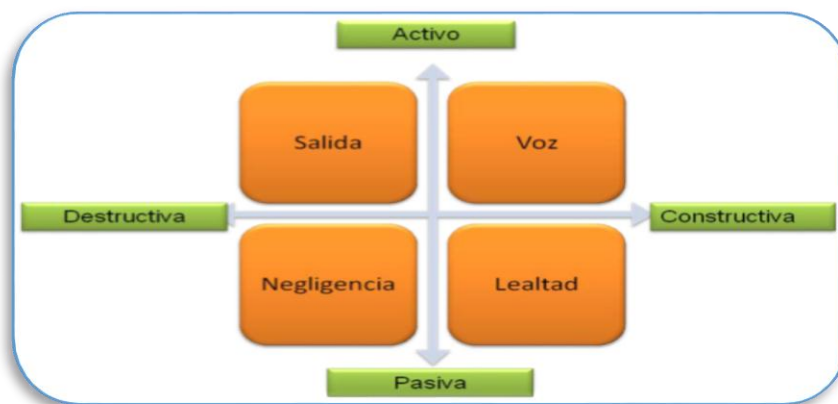 Activo
Salida
Voz
Destructiva
Constructiva
Negligencia
Lealtad
Pasiva